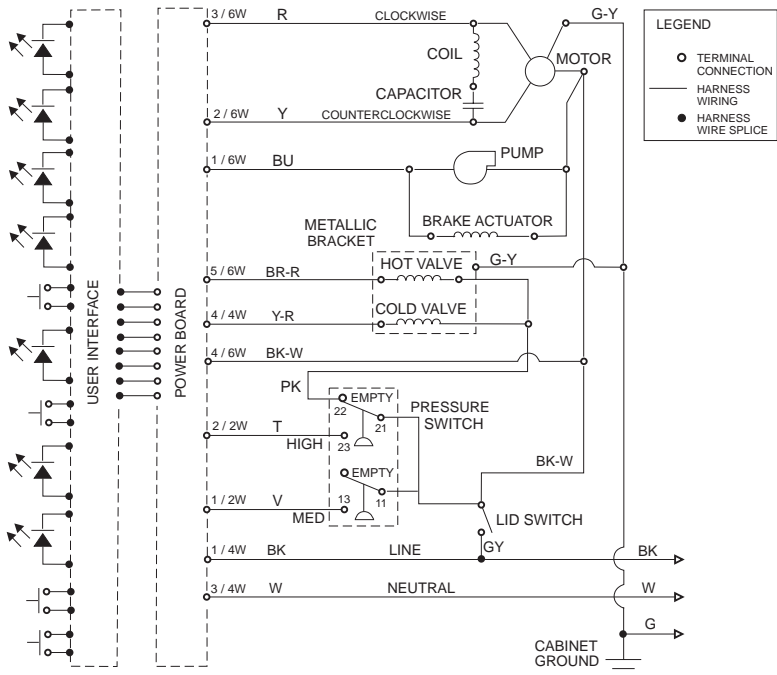 3 / 6W R CLOCKWISE G-Y
COIL
MOTOR
CAPACITOR
2 / 6W Y COUNTERCLOCKWISE
LEGEND
TERMINAL
CONNECTION
HARNESS
WIRING
HARNESS
WIRE SPLICE
1 / 6W BU PUMP
BRAKE ACTUATOR
METALLIC
BRACKET
G-Y
HOT VALVE
5 / 6W BR-R
COLD VALVE
4 / 4W Y-R
4 / 6W BK-W
USER INTERFACE
POWER BOARD
PK
EMPTY
22
21
23
PRESSURE
SWITCH
2 / 2W T
HIGH
EMPTY
13
11
BK-W
1 / 2W V
MED
LID SWITCH
GY
1 / 4W BK LINE BK
3 / 4W W NEUTRAL W
G
CABINET
GROUND